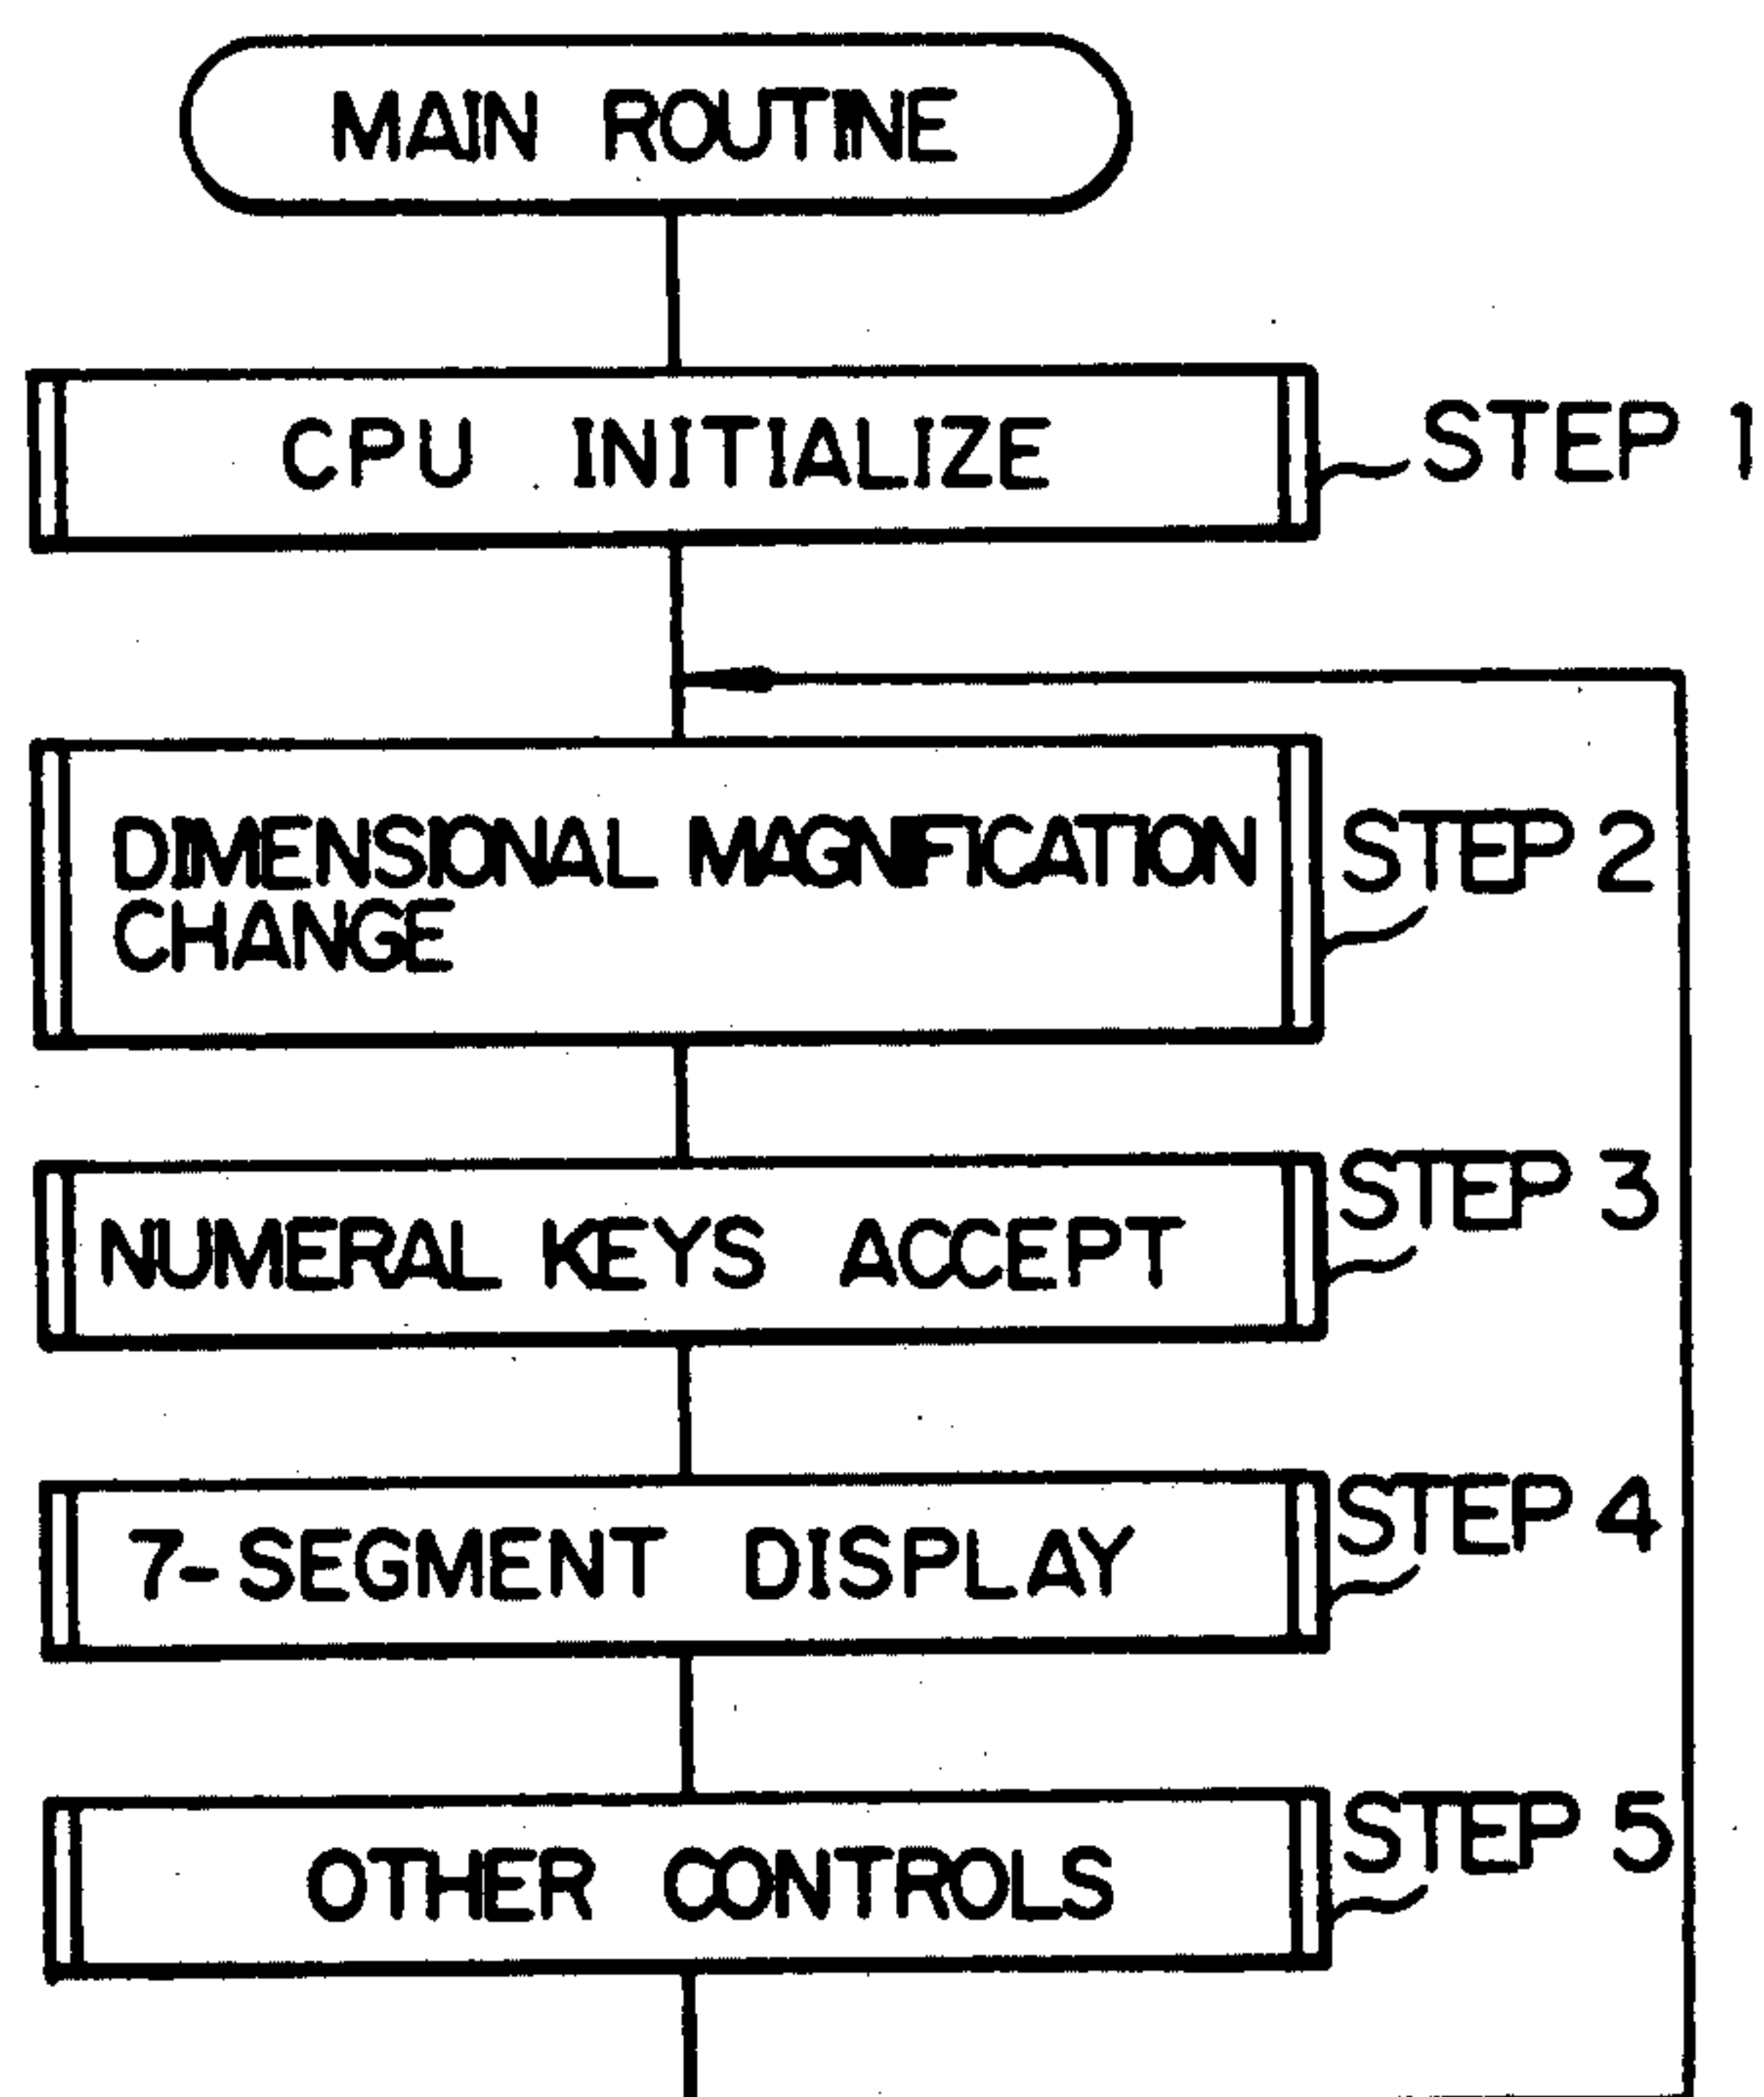 MAIN ROUTINE
CPU INITIALIZE
STEP 1
DIMENSIONAL MAGNIFICATION
CHANGE
STEP 2
NUMERAL KEYS ACCEPT
STEP 3
7-SEGMENT DISPLAY
STEP 4
OTHER CONTROLS
STEP 5